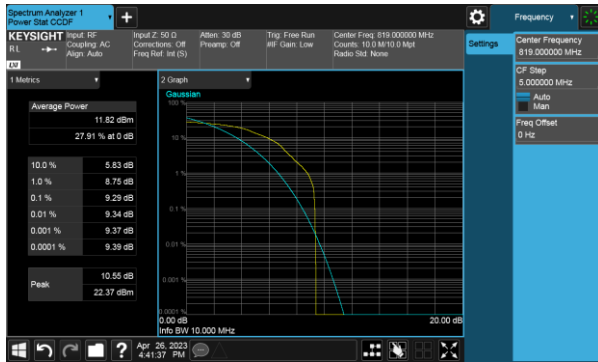 Spectrum Analyzer 1
Power Stat CCDF
Frequency
KEYSIGHT
RL
LXI
Input: RF
Coupling: AC
Align: Auto
Input Z: 50 Ω
Corrections: Off
Freq Ref: Int (S)
Atten: 30 dB
Preamp: Off
Trig: Free Run
#IF Gain: Low
Center Freq: 819.000000 MHz
Counts: 10.0 M/10.0 Mpt
Radio Std: None
Settings
Center Frequency
819.000000 MHz
CF Step
5.000000 MHz
Auto
Man
Freq Offset
0 Hz
1 Metrics
Average Power
11.82 dBm
27.91 % at 0 dB
10.0 % 5.83 dB
1.0 % 8.75 dB
0.1 % 9.29 dB
0.01 % 9.34 dB
0.001 % 9.37 dB
0.0001 % 9.39 dB
Peak
10.55 dB
22.37 dBm
2 Graph
Gaussian
100 %
10 %
1 %
0.1 %
0.01 %
0.001 %
0.0001 %
0.00 dB 20.00 dB
Info BW 10.000 MHz
Apr 26, 2023
4:41:37 PM